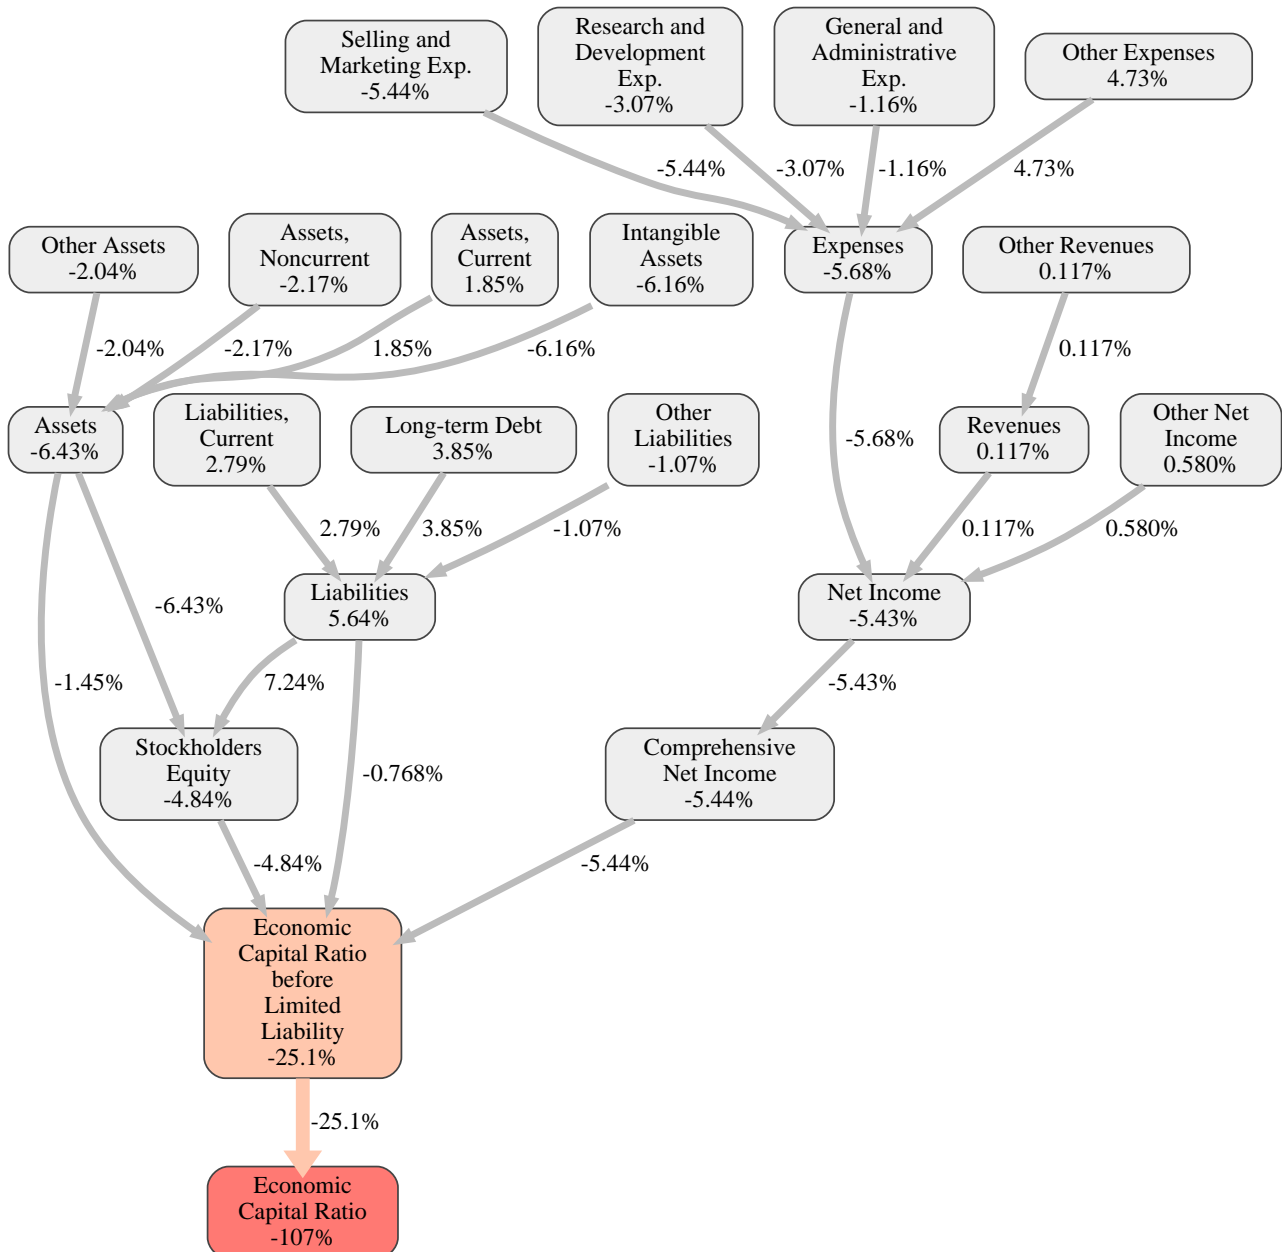 Selling and
Marketing Exp.
-5.44%
Research and
Development
Exp.
-3.07%
General and
Administrative
Exp.
-1.16%
Other Expenses
4.73%
-5.44%
-3.07%
-1.16%
4.73%
Other Assets
-2.04%
Assets,
Noncurrent
-2.17%
Assets,
Current
1.85%
Intangible
Assets
-6.16%
Expenses
-5.68%
Other Revenues
0.117%
-2.04%
-2.17%
1.85%
-6.16%
0.117%
Assets
-6.43%
Liabilities,
Current
2.79%
Long-term Debt
3.85%
Other
Liabilities
-1.07%
-5.68%
Revenues
0.117%
Other Net
Income
0.580%
2.79%
3.85%
-1.07%
0.117%
0.580%
-6.43%
Liabilities
5.64%
Net Income
-5.43%
-1.45%
7.24%
-5.43%
Stockholders
Equity
-4.84%
-0.768%
Comprehensive
Net Income
-5.44%
-4.84%
-5.44%
Economic
Capital Ratio
before
Limited
Liability
-25.1%
-25.1%
Economic
Capital Ratio
-107%